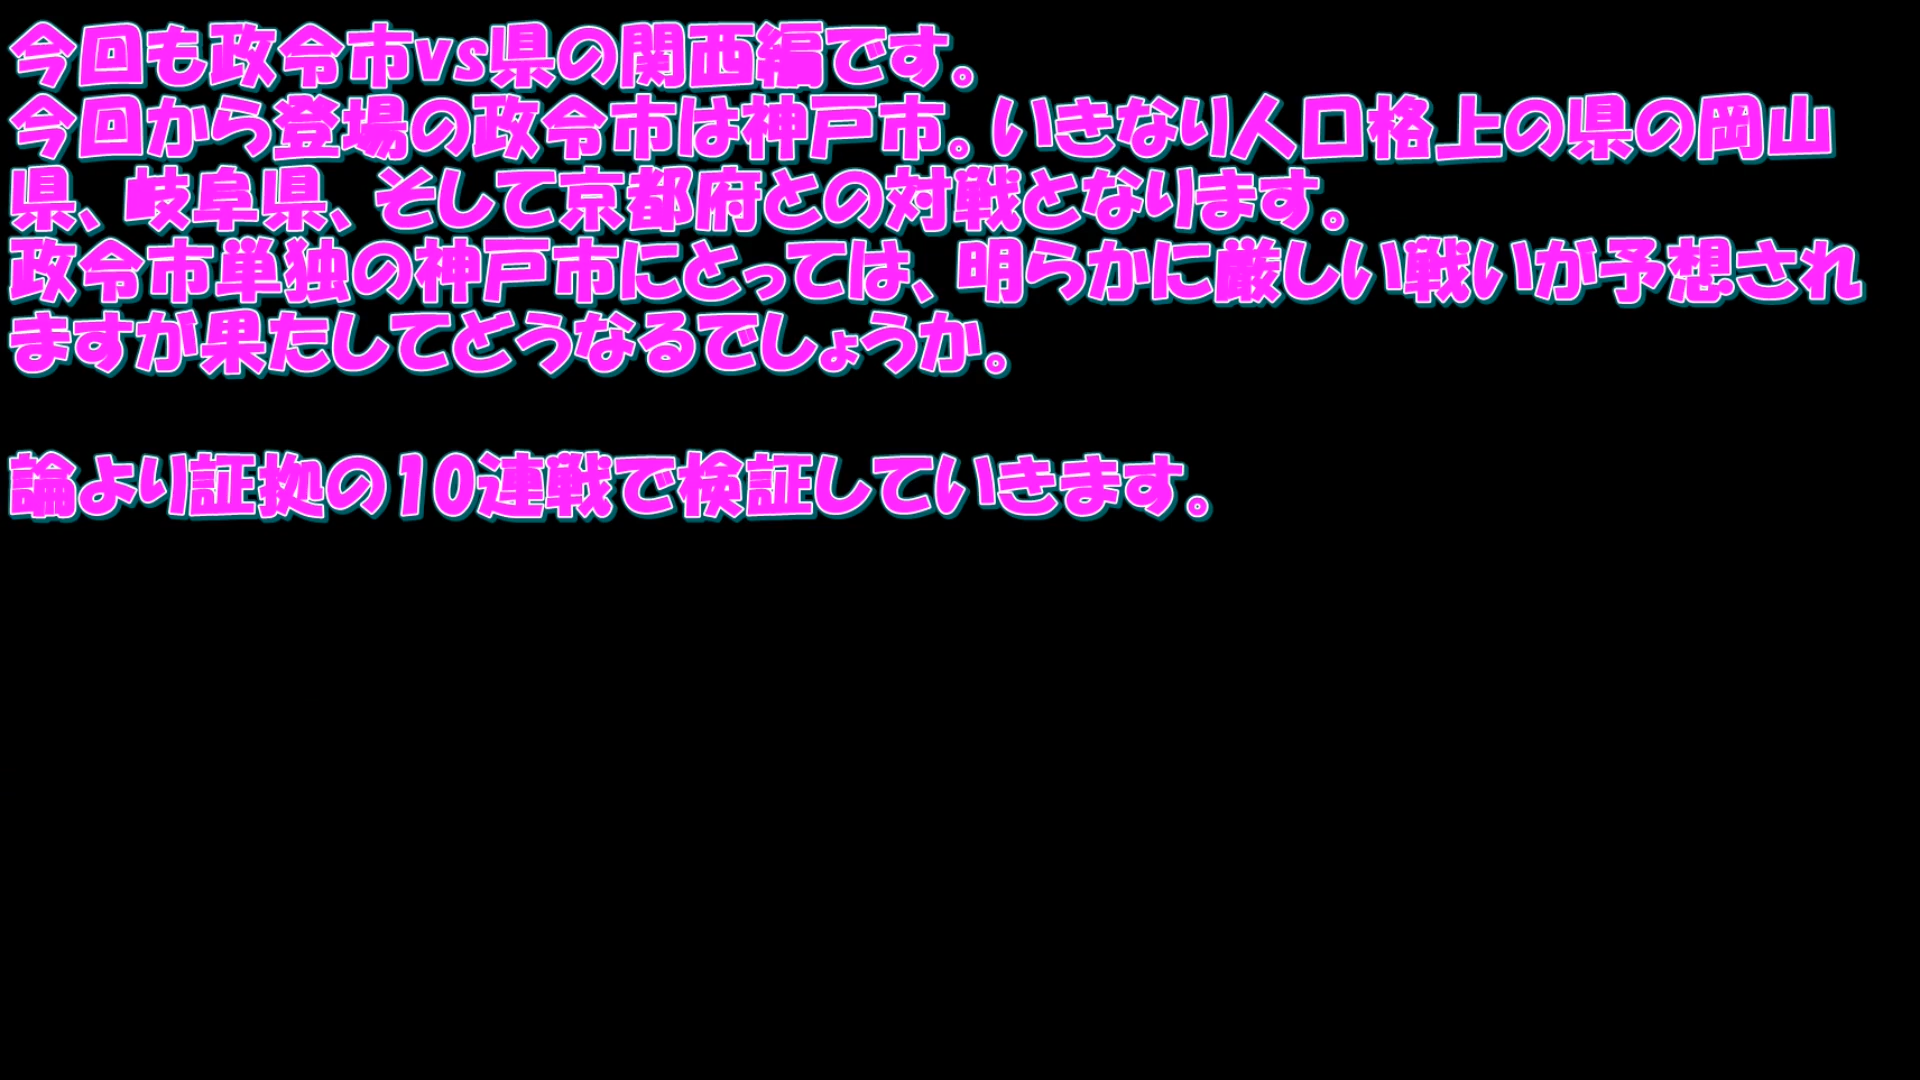 今回も政令市vs県の関西編です。
今回から登場の政令市は神戸市。いきなり人口格上の県の岡山
県、岐阜県、そして京都府との対戦となります。
政令市単独の神戸市にとっては、明らかに厳しい戦いが予想され
ますが果たしてどうなるでしょうか。
論より証拠の10連戦で検証していきます。